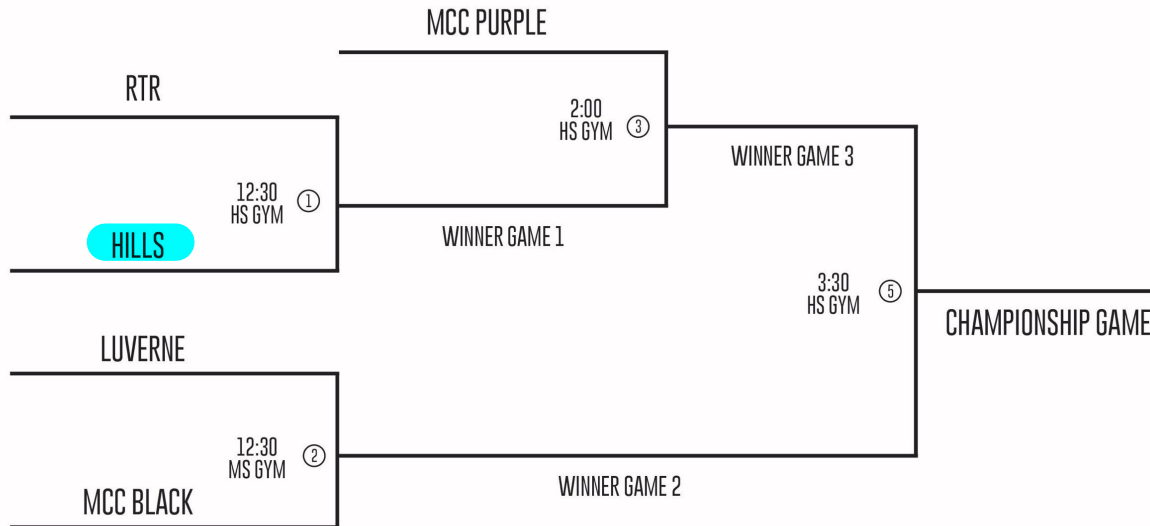 MCC PURPLE
RTR
2:00
HS GYM
3
WINNER GAME 3
12:30
HS GYM
1
HILLS
WINNER GAME 1
3:30
HS GYM
5
CHAMPIONSHIP GAME
LUVERNE
12:30
MS GYM
2
MCC BLACK
WINNER GAME 2